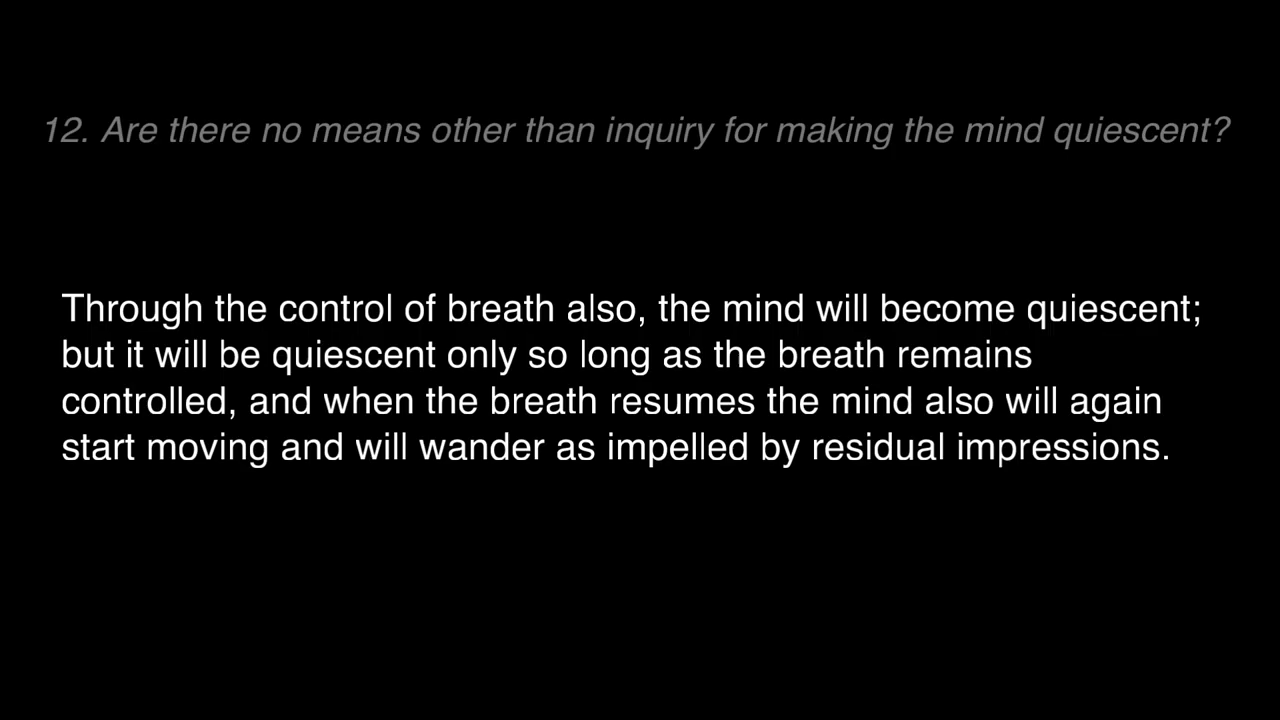 12. Are there no means other than inquiry for making the mind quiescent?
Through the control of breath also, the mind will become quiescent;
but it will be quiescent only so long as the breath remains
controlled, and when the breath resumes the mind also will again
start moving and will wander as impelled by residual impressions.